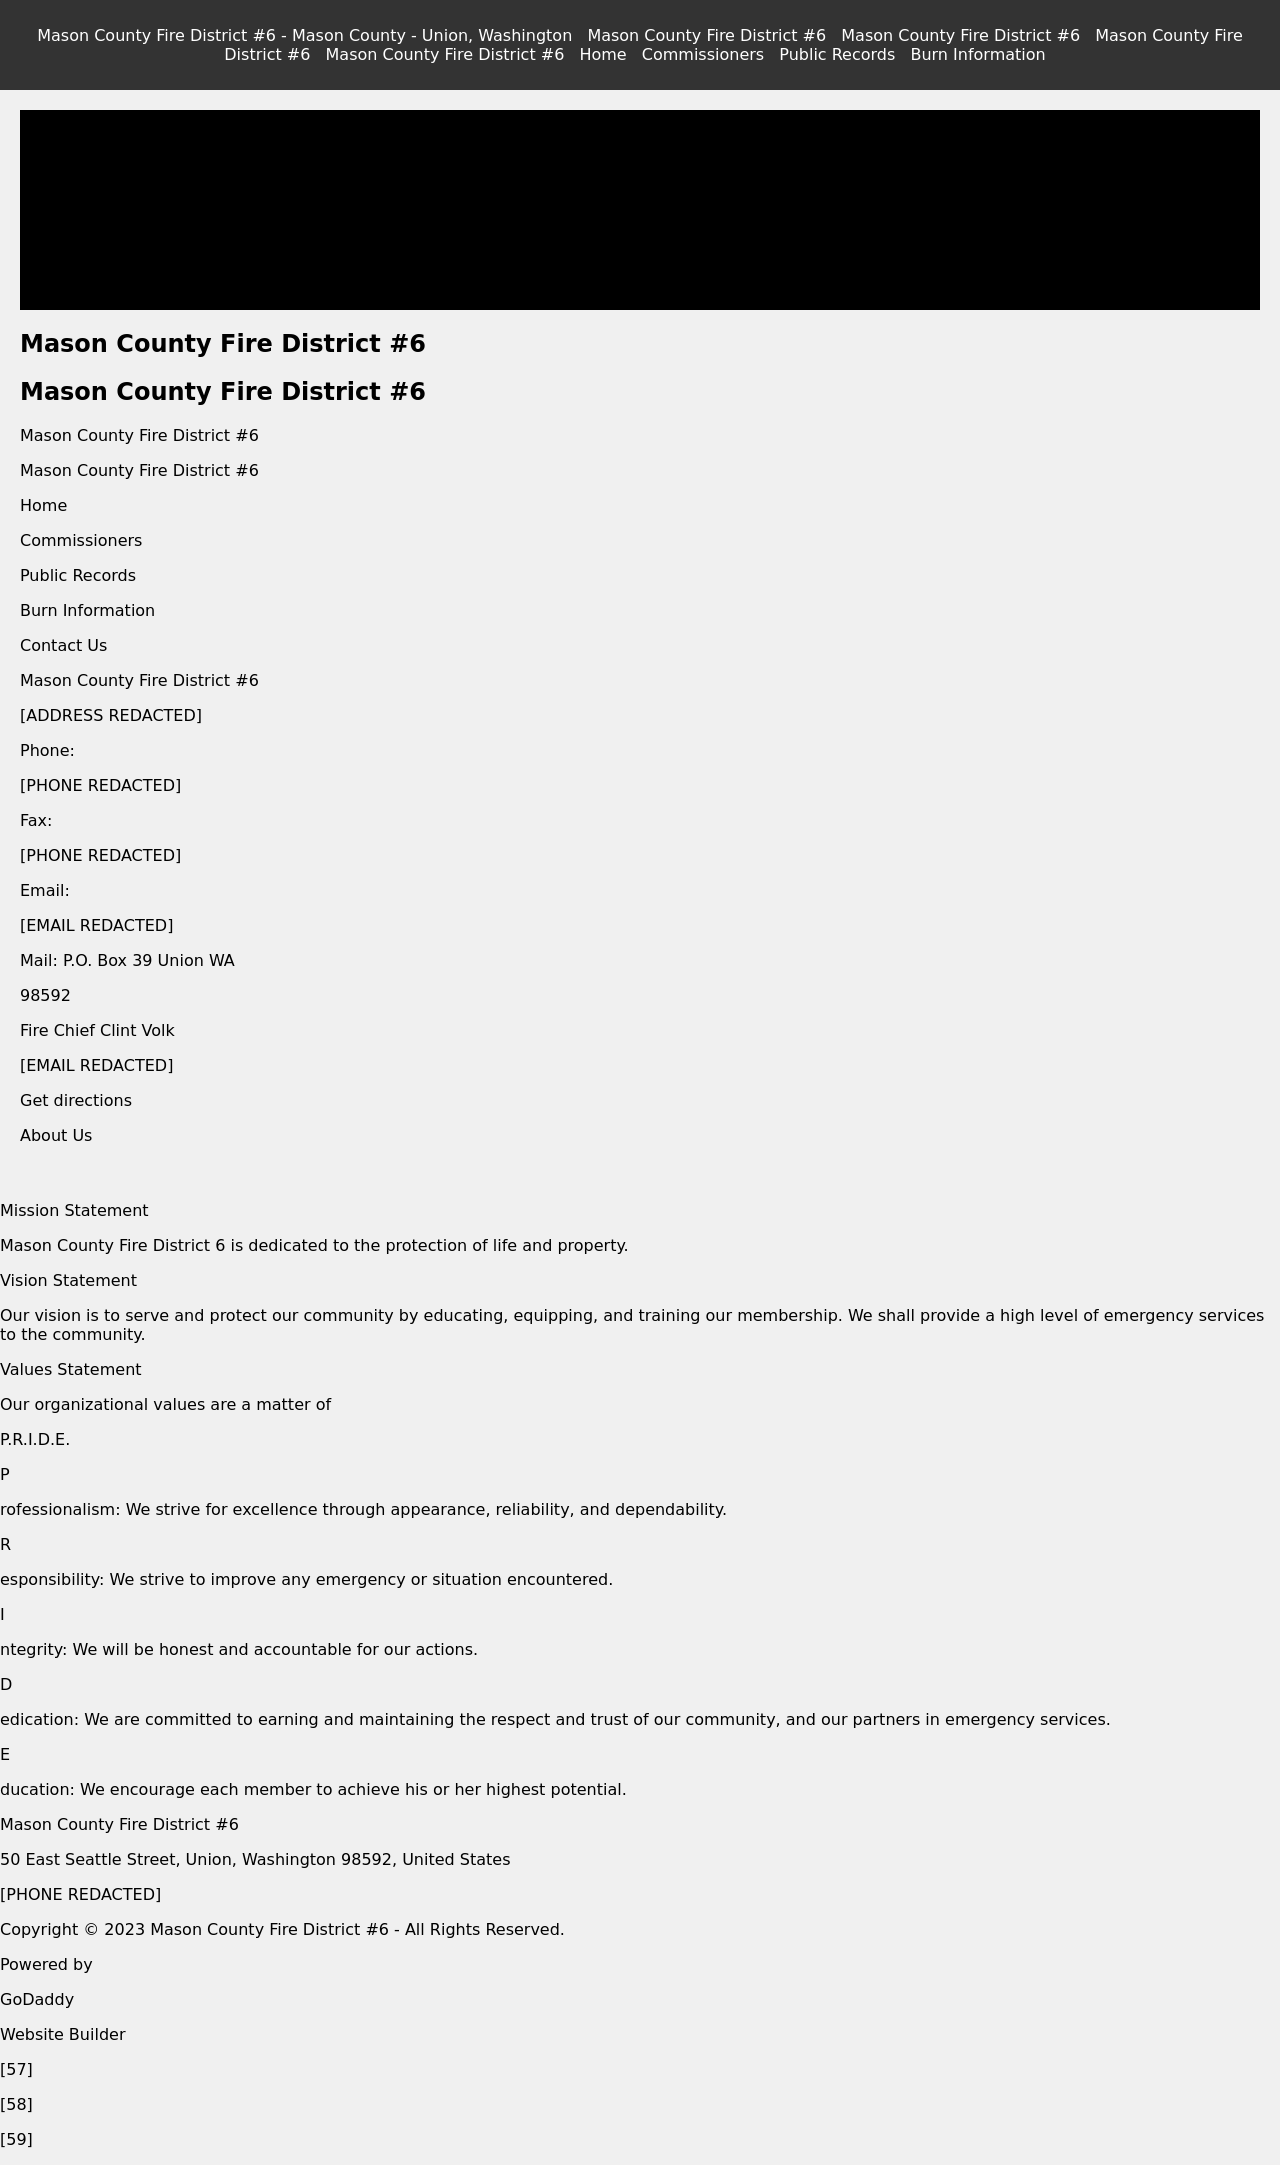 Mason County Fire District #6 - Mason County - Union, Washington Mason County Fire District #6 Mason County Fire District #6 Mason County Fire
District #6 Mason County Fire District #6 Home Commissioners Public Records Burn Information
Mason County Fire District #6
Mason County Fire District #6
Mason County Fire District #6
Mason County Fire District #6
Home
Commissioners
Public Records
Burn Information
Contact Us
Mason County Fire District #6
[ADDRESS REDACTED]
Phone:
[PHONE REDACTED]
Fax:
[PHONE REDACTED]
Email:
[EMAIL REDACTED]
Mail: P.O. Box 39 Union WA
98592
Fire Chief Clint Volk
[EMAIL REDACTED]
Get directions
About Us
Mission Statement
Mason County Fire District 6 is dedicated to the protection of life and property.
Vision Statement
Our vision is to serve and protect our community by educating, equipping, and training our membership. We shall provide a high level of emergency services
to the community.
Values Statement
Our organizational values are a matter of
P.R.I.D.E.
P
rofessionalism: We strive for excellence through appearance, reliability, and dependability.
R
esponsibility: We strive to improve any emergency or situation encountered.
I
ntegrity: We will be honest and accountable for our actions.
D
edication: We are committed to earning and maintaining the respect and trust of our community, and our partners in emergency services.
E
ducation: We encourage each member to achieve his or her highest potential.
Mason County Fire District #6
50 East Seattle Street, Union, Washington 98592, United States
[PHONE REDACTED]
Copyright © 2023 Mason County Fire District #6 - All Rights Reserved.
Powered by
GoDaddy
Website Builder
[57]
[58]
[59]